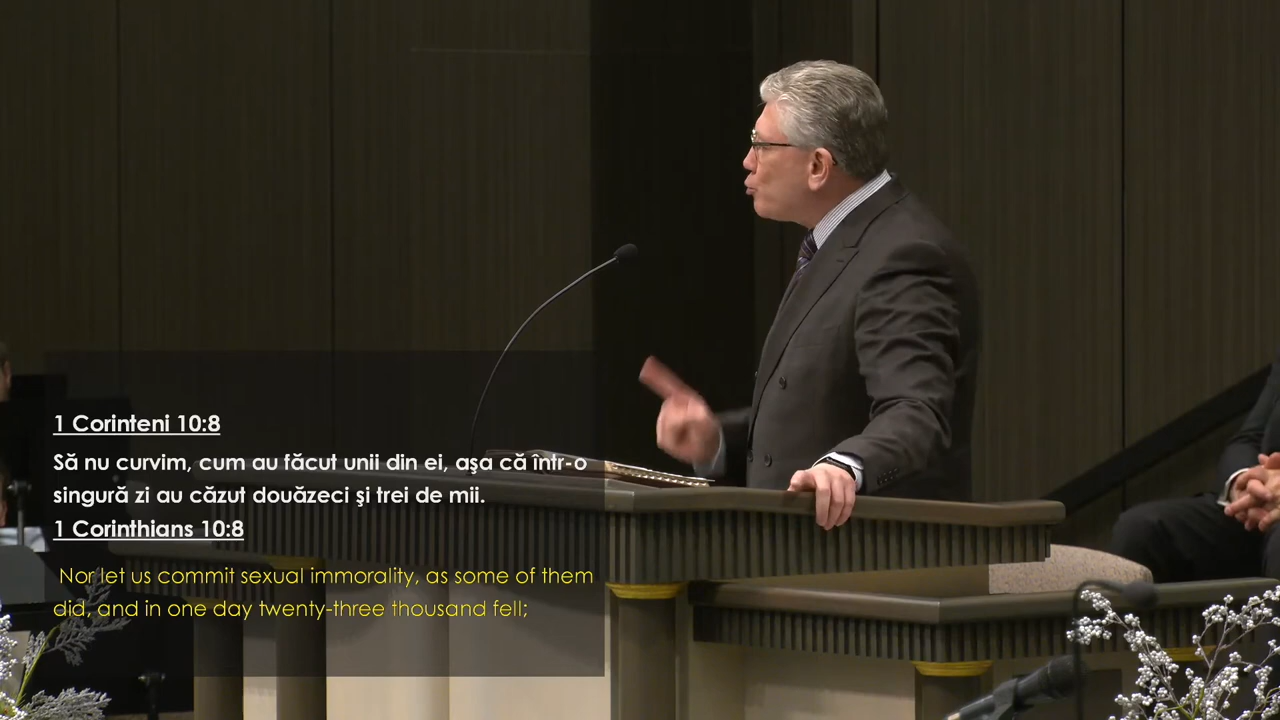 1 Corinteni 10:8
Să nu curvim, cum au făcut unii din ei, aşa că într-o
singură zi au căzut douăzeci şi trei de mii.
1 Corinthians 10:8
Nor let us commit sexual immorality, as some of them
did, and in one day twenty-three thousand fell;